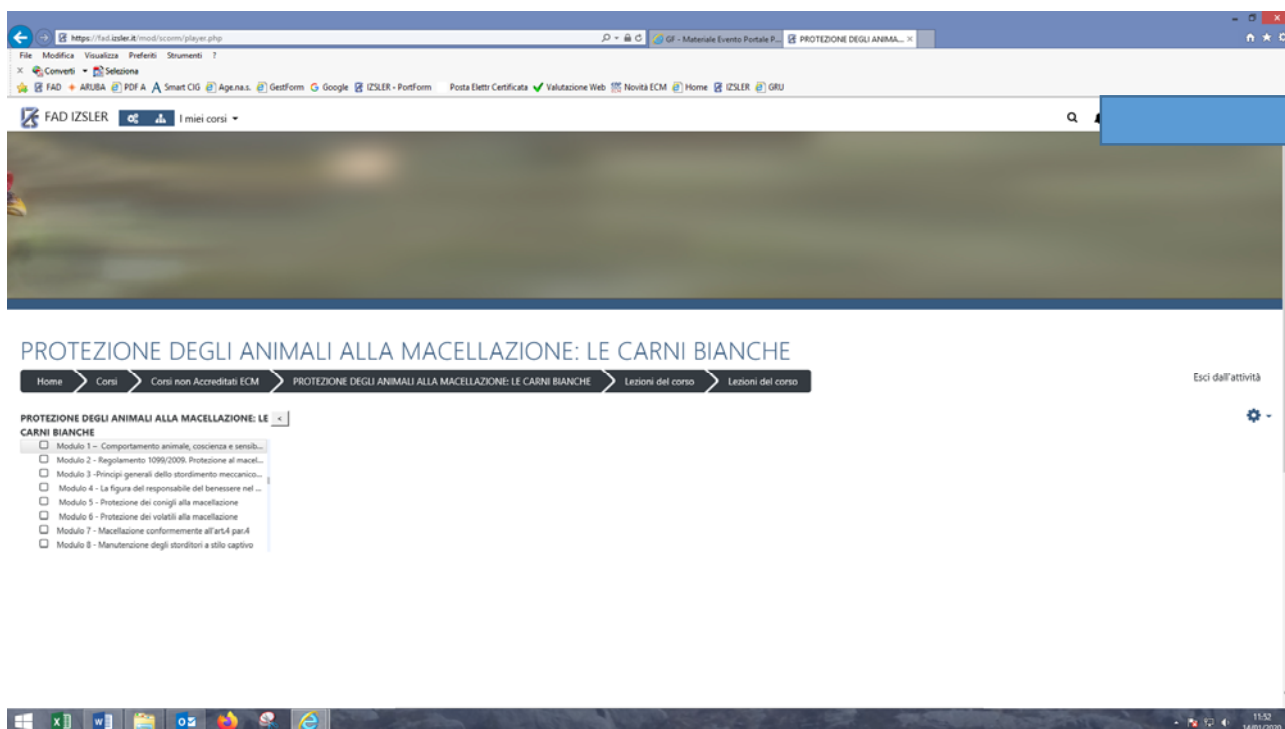 https://fad.izsler.it/mod/scorm/player.php
GF - Materiale Evento Portale P...
PROTEZIONE DEGLI ANIMA...
File Modifica Visualizza Preferiti Strumenti ?
Converti Seleziona
FAD ARUBA PDF A Smart CIG Age.na.s. GestForm Google IZSLER - PortForm Posta Elettr Certificata Valutazione Web Novità ECM Home IZSLER GRU
FAD IZSLER I miei corsi
PROTEZIONE DEGLI ANIMALI ALLA MACELLAZIONE: LE CARNI BIANCHE
Home Corsi Corsi non Accreditati ECM PROTEZIONE DEGLI ANIMALI ALLA MACELLAZIONE: LE CARNI BIANCHE Lezioni del corso Lezioni del corso
Esci dall'attività
PROTEZIONE DEGLI ANIMALI ALLA MACELLAZIONE: LE <
CARNI BIANCHE
Modulo 1 – Comportamento animale, coscienza e sensib...
Modulo 2 - Regolamento 1099/2009. Protezione al macel...
Modulo 3 -Principi generali dello stordimento meccanico...
Modulo 4 - La figura del responsabile del benessere nel ...
Modulo 5 - Protezione dei conigli alla macellazione
Modulo 6 - Protezione dei volatili alla macellazione
Modulo 7 - Macellazione conformemente all'art.4 par.4
Modulo 8 - Manutenzione degli storditori a stilo captivo
11:52
14/01/2020